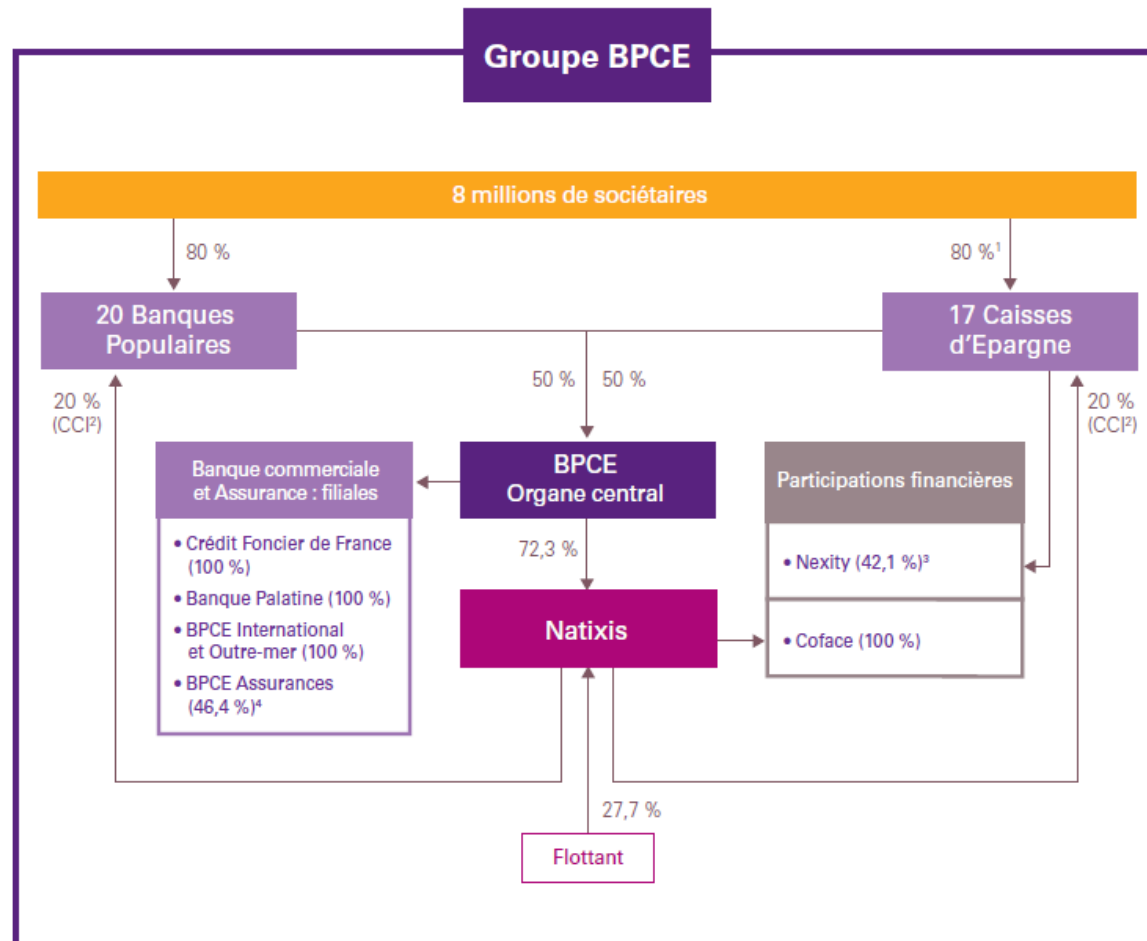 Groupe BPCE
8 millions de sociétaires
80 %
80 %¹
20 Banques
Populaires
17 Caisses
d'Epargne
50 %
50 %
20 %
(CCI²)
20 %
(CCI²)
Banque commerciale
et Assurance : filiales
BPCE
Organe central
Participations financières
• Crédit Foncier de France
(100 %)
• Banque Palatine (100 %)
• BPCE International
et Outre-mer (100 %)
• BPCE Assurances
(46,4 %)⁴
72,3 %
• Nexity (42,1 %)³
Natixis
• Coface (100 %)
27,7 %
Flottant